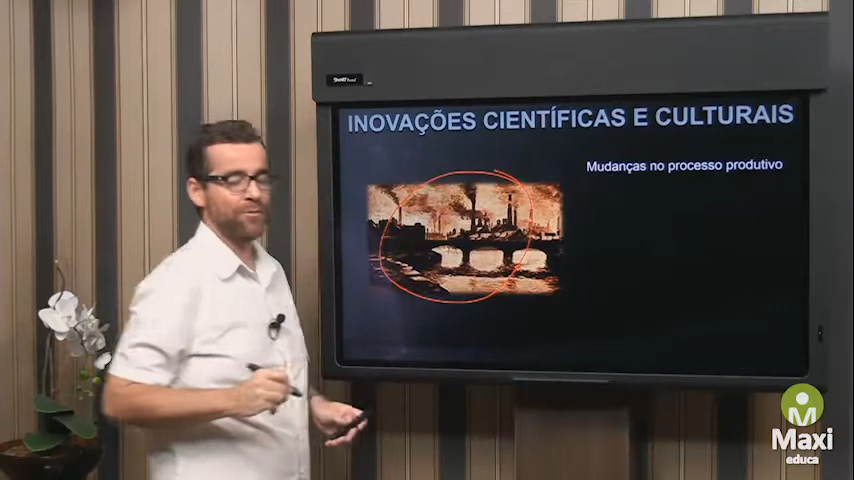 INOVAÇÕES CIENTÍFICAS E CULTURAIS
Mudanças no processo produtivo
Maxi
educa